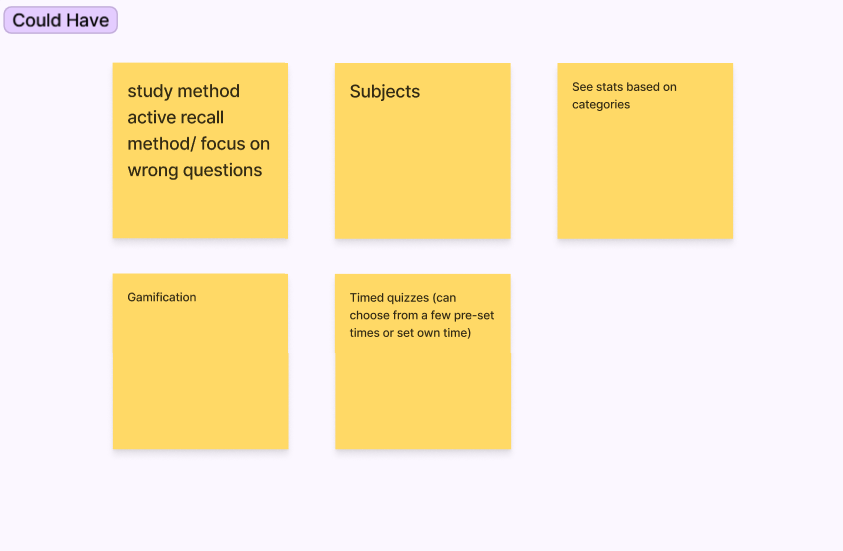 Could Have
study method
active recall
method/ focus on
wrong questions
Subjects
See stats based on
categories
Gamification
Timed quizzes (can
choose from a few pre-set
times or set own time)